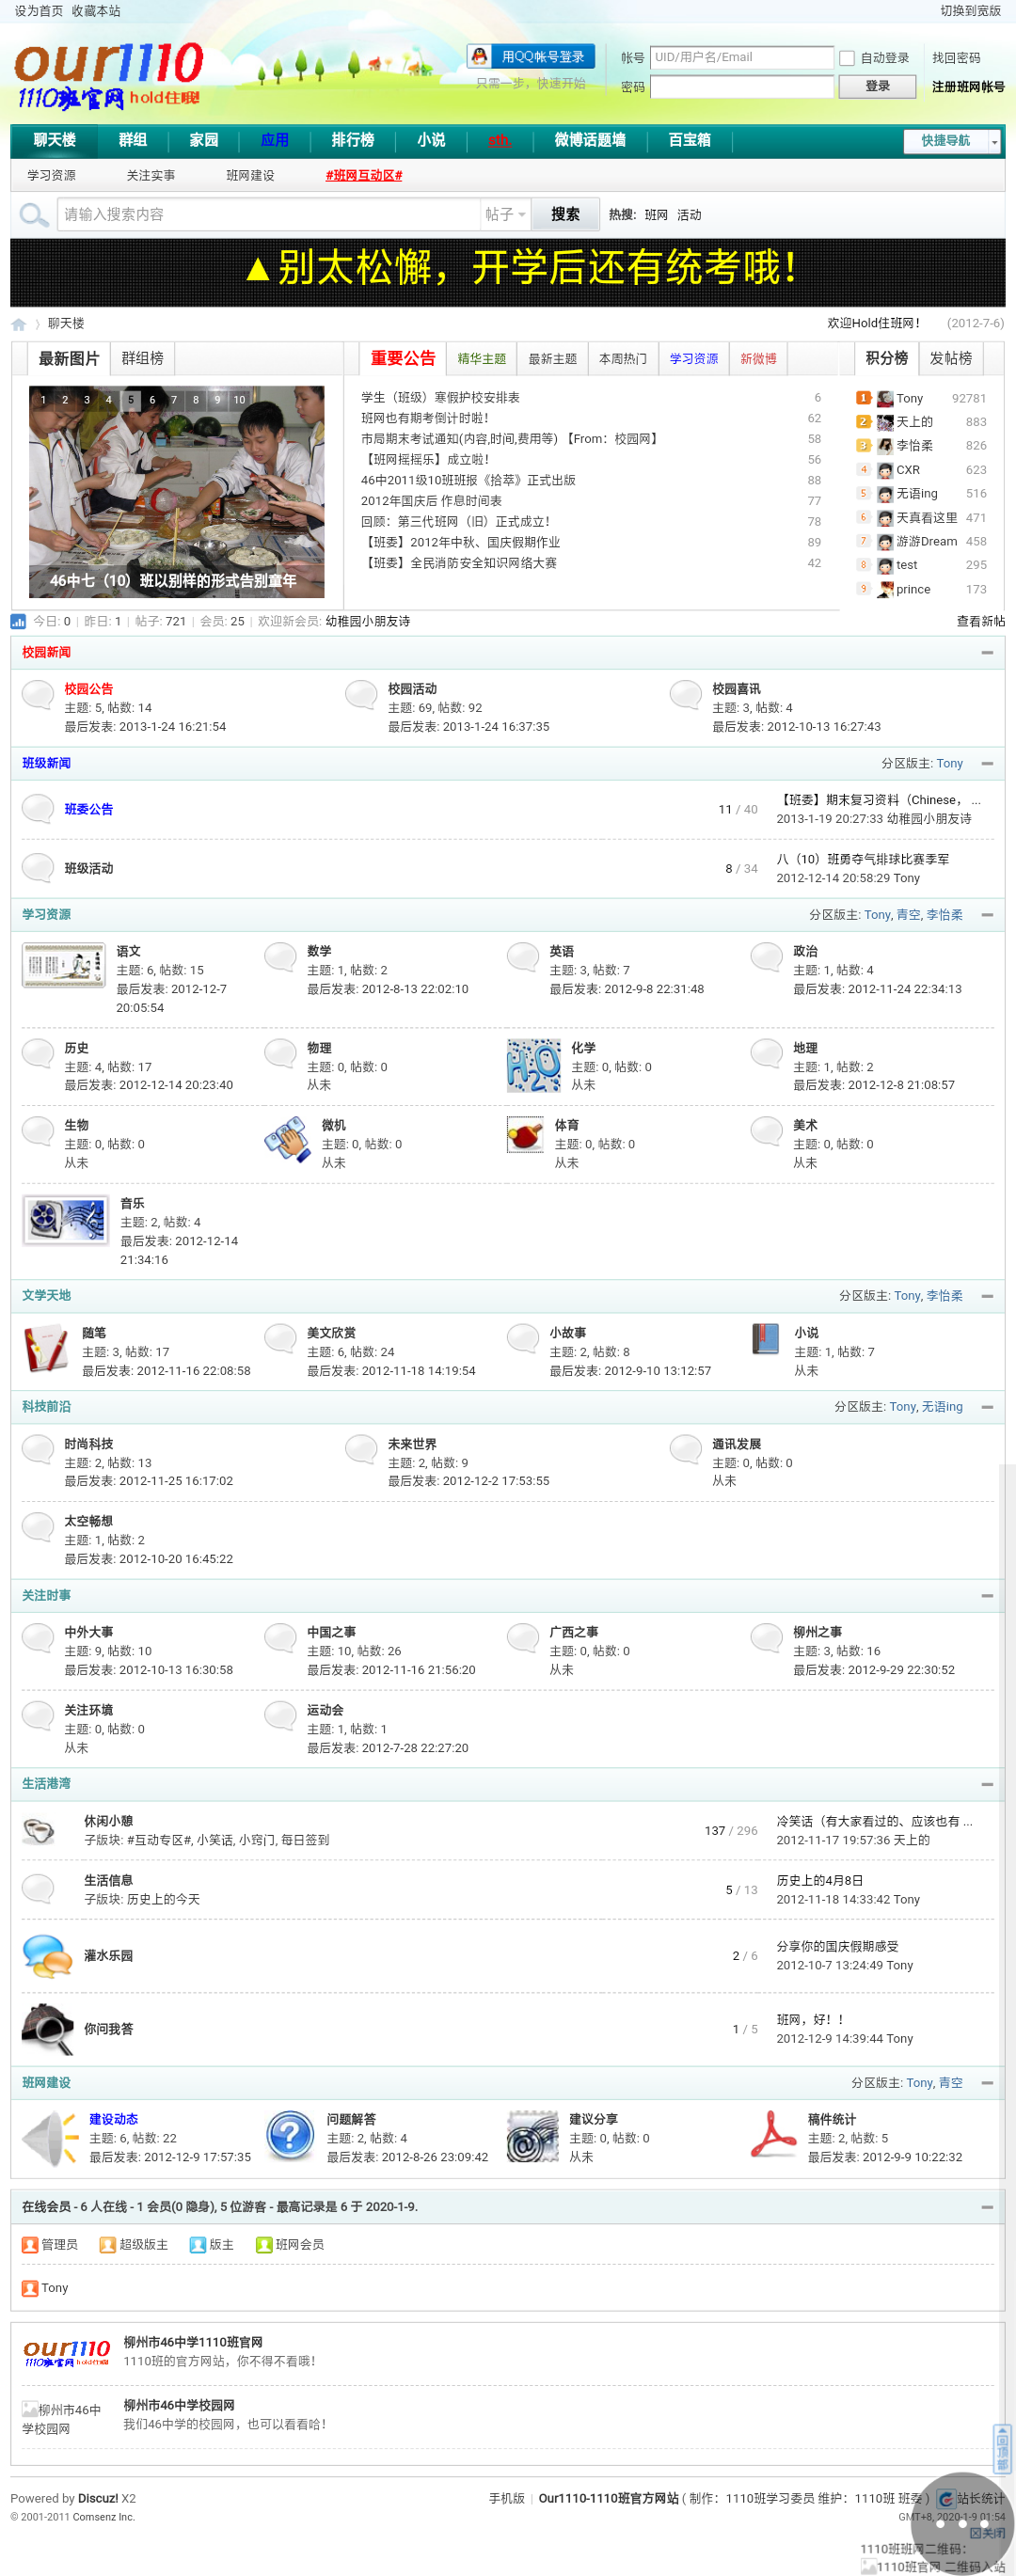 设为首页 收藏本站 切换到宽版
our1110
1110班官网hold住哦!
用QQ帐号登录
只需一步，快速开始
帐号 UID/用户名/Email 自动登录 找回密码
密码 登录 注册班网帐号
聊天楼 群组 家园 应用 排行榜 小说 eth. 微博话题墙 百宝箱 快捷导航
学习资源 关注实事 班网建设 #班网互动区#
请输入搜索内容 帖子 搜索 热搜: 班网 活动
▲别太松懈，开学后还有统考哦！
聊天楼 欢迎Hold住班网！ (2012-7-6)
最新图片 群组榜 重要公告 精华主题 最新主题 本周热门 学习资源 新微博 积分榜 发帖榜
1 2 3 4 5 6 7 8 9 10
46中七（10）班以别样的形式告别童年
学生（班级）寒假护校安排表 6
班网也有期考倒计时啦！ 62
市局期末考试通知(内容,时间,费用等) 【From：校园网】 58
【班网摇摇乐】成立啦！ 56
46中2011级10班班报《拾萃》正式出版 88
2012年国庆后 作息时间表 77
回顾：第三代班网（旧）正式成立！ 78
【班委】2012年中秋、国庆假期作业 89
【班委】全民消防安全知识网络大赛 42
1 Tony 92781
2 天上的 883
3 李怡柔 826
4 CXR 623
5 无语ing 516
6 天真看这里 471
7 游游Dream 458
8 test 295
9 prince 173
今日: 0 | 昨日: 1 | 帖子: 721 | 会员: 25 | 欢迎新会员: 幼稚园小朋友诗 查看新帖
校园新闻
校园公告
主题: 5, 帖数: 14
最后发表: 2013-1-24 16:21:54
校园活动
主题: 69, 帖数: 92
最后发表: 2013-1-24 16:37:35
校园喜讯
主题: 3, 帖数: 4
最后发表: 2012-10-13 16:27:43
班级新闻 分区版主: Tony
班委公告 11 / 40
【班委】期末复习资料（Chinese， ...
2013-1-19 20:27:33 幼稚园小朋友诗
班级活动 8 / 34
八（10）班勇夺气排球比赛季军
2012-12-14 20:58:29 Tony
学习资源 分区版主: Tony, 青空, 李怡柔
语文
主题: 6, 帖数: 15
最后发表: 2012-12-7
20:05:54
数学
主题: 1, 帖数: 2
最后发表: 2012-8-13 22:02:10
英语
主题: 3, 帖数: 7
最后发表: 2012-9-8 22:31:48
政治
主题: 1, 帖数: 4
最后发表: 2012-11-24 22:34:13
历史
主题: 4, 帖数: 17
最后发表: 2012-12-14 20:23:40
物理
主题: 0, 帖数: 0
从未
H2O
化学
主题: 0, 帖数: 0
从未
地理
主题: 1, 帖数: 2
最后发表: 2012-12-8 21:08:57
生物
主题: 0, 帖数: 0
从未
微机
主题: 0, 帖数: 0
从未
体育
主题: 0, 帖数: 0
从未
美术
主题: 0, 帖数: 0
从未
音乐
主题: 2, 帖数: 4
最后发表: 2012-12-14
21:34:16
文学天地 分区版主: Tony, 李怡柔
随笔
主题: 3, 帖数: 17
最后发表: 2012-11-16 22:08:58
美文欣赏
主题: 6, 帖数: 24
最后发表: 2012-11-18 14:19:54
小故事
主题: 2, 帖数: 8
最后发表: 2012-9-10 13:12:57
小说
主题: 1, 帖数: 7
从未
科技前沿 分区版主: Tony, 无语ing
时尚科技
主题: 2, 帖数: 13
最后发表: 2012-11-25 16:17:02
未来世界
主题: 2, 帖数: 9
最后发表: 2012-12-2 17:53:55
通讯发展
主题: 0, 帖数: 0
从未
太空畅想
主题: 1, 帖数: 2
最后发表: 2012-10-20 16:45:22
关注时事
中外大事
主题: 9, 帖数: 10
最后发表: 2012-10-13 16:30:58
中国之事
主题: 10, 帖数: 26
最后发表: 2012-11-16 21:56:20
广西之事
主题: 0, 帖数: 0
从未
柳州之事
主题: 3, 帖数: 16
最后发表: 2012-9-29 22:30:52
关注环境
主题: 0, 帖数: 0
从未
运动会
主题: 1, 帖数: 1
最后发表: 2012-7-28 22:27:20
生活港湾
休闲小憩
子版块: #互动专区#, 小笑话, 小窍门, 每日签到
137 / 296
冷笑话（有大家看过的、应该也有 ...
2012-11-17 19:57:36 天上的
生活信息
子版块: 历史上的今天
5 / 13
历史上的4月8日
2012-11-18 14:33:42 Tony
灌水乐园 2 / 6
分享你的国庆假期感受
2012-10-7 13:24:49 Tony
你问我答 1 / 5
班网，好！！
2012-12-9 14:39:44 Tony
班网建设 分区版主: Tony, 青空
建设动态
主题: 6, 帖数: 22
最后发表: 2012-12-9 17:57:35
问题解答
主题: 2, 帖数: 4
最后发表: 2012-8-26 23:09:42
建议分享
主题: 0, 帖数: 0
从未
稿件统计
主题: 2, 帖数: 5
最后发表: 2012-9-9 10:22:32
在线会员 - 6 人在线 - 1 会员(0 隐身), 5 位游客 - 最高记录是 6 于 2020-1-9.
管理员 超级版主 版主 班网会员
Tony
our1110
1110班官网hold住哦!
柳州市46中学1110班官网
1110班的官方网站，你不得不看哦！
柳州市46中
学校园网
柳州市46中学校园网
我们46中学的校园网，也可以看看哈！
回顶部
Powered by Discuz! X2
© 2001-2011 Comsenz Inc.
手机版 | Our1110-1110班官方网站 ( 制作：1110班学习委员 维护：1110班 班委 ) 站长统计
GMT+8, 2020-1-9 01:54
关闭
1110班班网二维码：
1110班官网 二维码入站